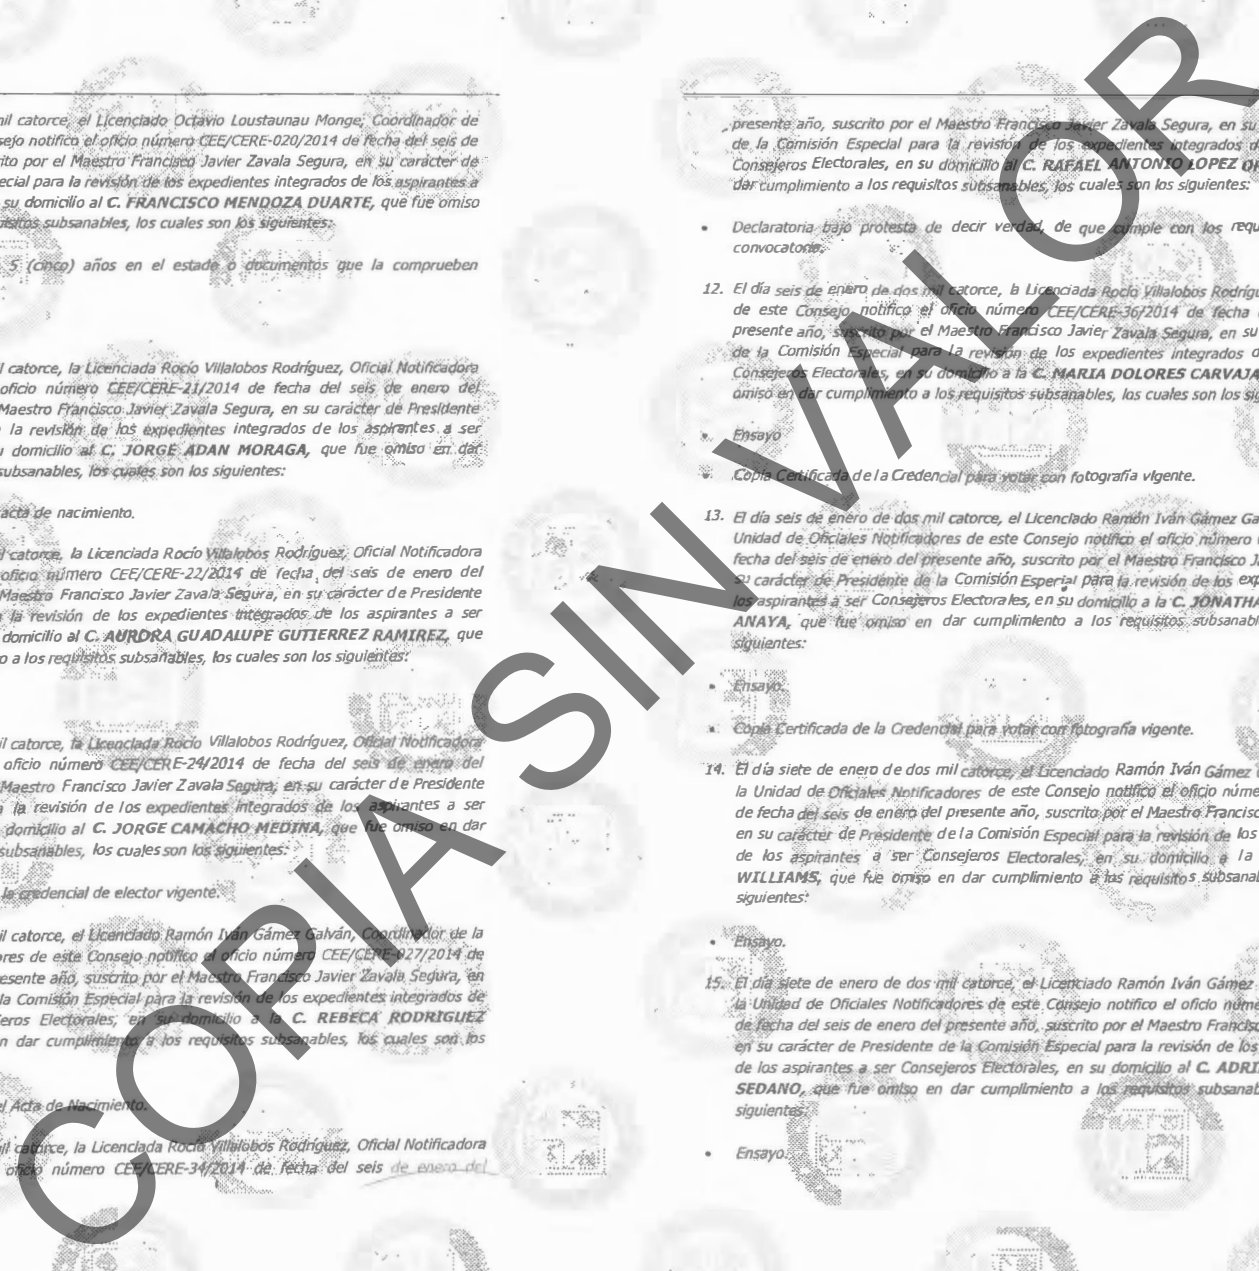 nil catorce, el Licenciado Octavio Loustaunau Monge, Coordinador de
sejo notifico el oficio número CEE/CERE-020/2014 de fecha del seis de
ito por el Maestro Francisco Javier Zavala Segura, en su carácter de
ecial para la revisión de los expedientes integrados de los aspirantes a
su domicilio al C. FRANCISCO MENDOZA DUARTE, que fue omiso
uisitos subsanables, los cuales son los siguientes:
5 (cinco) años en el estado o documentos que la comprueben
l catorce, la Licenciada Rocío Villalobos Rodríguez, Oficial Notificadora
oficio número CEE/CERE-21/2014 de fecha del seis de enero del
Maestro Francisco Javier Zavala Segura, en su carácter de Presidente
la revisión de los expedientes integrados de los aspirantes a ser
u domicilio al C. JORGE ADAN MORAGA, que fue omiso en dar
subsanables, los cuales son los siguientes:
acta de nacimiento.
l catorce, la Licenciada Rocío Villalobos Rodríguez, Oficial Notificadora
oficio número CEE/CERE-22/2014 de fecha del seis de enero del
Maestro Francisco Javier Zavala Segura, en su carácter de Presidente
la revisión de los expedientes integrados de los aspirantes a ser
domicilio al C. AURORA GUADALUPE GUTIERREZ RAMIREZ, que
o a los requisitos subsanables, los cuales son los siguientes:
il catorce, la Licenciada Rocío Villalobos Rodríguez, Oficial Notificadora
oficio número CEE/CERE-24/2014 de fecha del seis de enero del
Maestro Francisco Javier Zavala Segura, en su carácter de Presidente
a la revisión de los expedientes integrados de los aspirantes a ser
domicilio al C. JORGE CAMACHO MEDINA, que fue omiso en dar
subsanables, los cuales son los siguientes:
la credencial de elector vigente.
il catorce, el Licenciado Ramón Iván Gámez Galván, Coordinador de la
ores de este Consejo notifico el oficio número CEE/CERE-027/2014 de
resente año, suscrito por el Maestro Francisco Javier Zavala Segura, en
la Comisión Especial para la revisión de los expedientes integrados de
eros Electorales, en su domicilio a la C. REBECA RODRIGUEZ
n dar cumplimiento a los requisitos subsanables, los cuales son los
el Acta de Nacimiento.
nil catorce, la Licenciada Rocío Villalobos Rodríguez, Oficial Notificadora
oficio número CEE/CERE-34/2014 de fecha del seis de enero del
presente año, suscrito por el Maestro Francisco Javier Zavala Segura, en su
de la Comisión Especial para la revisión de los expedientes integrados d
Consejeros Electorales, en su domicilio al C. RAFAEL ANTONIO LOPEZ
dar cumplimiento a los requisitos subsanables, los cuales son los siguientes:
• Declaratoria bajo protesta de decir verdad, de que cumple con los requ
convocatoria.
12. El día seis de enero de dos mil catorce, la Licenciada Rocío Villalobos Rodrígu
de este Consejo, notifico el oficio número CEE/CERE-36/2014 de fecha
presente año, suscrito por el Maestro Francisco Javier Zavala Segura, en su
de la Comisión Especial para la revisión de los expedientes integrados d
Consejeros Electorales, en su domicilio a la C. MARIA DOLORES CARVAJA
omiso en dar cumplimiento a los requisitos subsanables, los cuales son los sig
• Ensayo
• Copia Certificada de la Credencial para votar con fotografía vigente.
13. El día seis de enero de dos mil catorce, el Licenciado Ramón Iván Gámez Ga
Unidad de Oficiales Notificadores de este Consejo notifico el oficio número
fecha del seis de enero del presente año, suscrito por el Maestro Francisco J
su carácter de Presidente de la Comisión Especial para la revisión de los exp
los aspirantes a ser Consejeros Electorales, en su domicilio a la C. JONATHA
ANAYA, que fue omiso en dar cumplimiento a los requisitos subsanabl
siguientes:
• Ensayo.
• Copia Certificada de la Credencial para votar con fotografía vigente.
14. El día siete de enero de dos mil catorce, el Licenciado Ramón Iván Gámez
la Unidad de Oficiales Notificadores de este Consejo notifico el oficio núme
de fecha del seis de enero del presente año, suscrito por el Maestro Francisc
en su carácter de Presidente de la Comisión Especial para la revisión de los
de los aspirantes a ser Consejeros Electorales, en su domicilio a la
WILLIAMS, que fue omiso en dar cumplimiento a los requisitos subsanab
siguientes:
• Ensayo.
15. El día siete de enero de dos mil catorce, el Licenciado Ramón Iván Gámez
la Unidad de Oficiales Notificadores de este Consejo notifico el oficio núme
de fecha del seis de enero del presente año, suscrito por el Maestro Francisc
en su carácter de Presidente de la Comisión Especial para la revisión de los
de los aspirantes a ser Consejeros Electorales, en su domicilio al C. ADRI
SEDANO, que fue omiso en dar cumplimiento a los requisitos subsanab
siguientes:
• Ensayo.
COPIA SIN VALOR